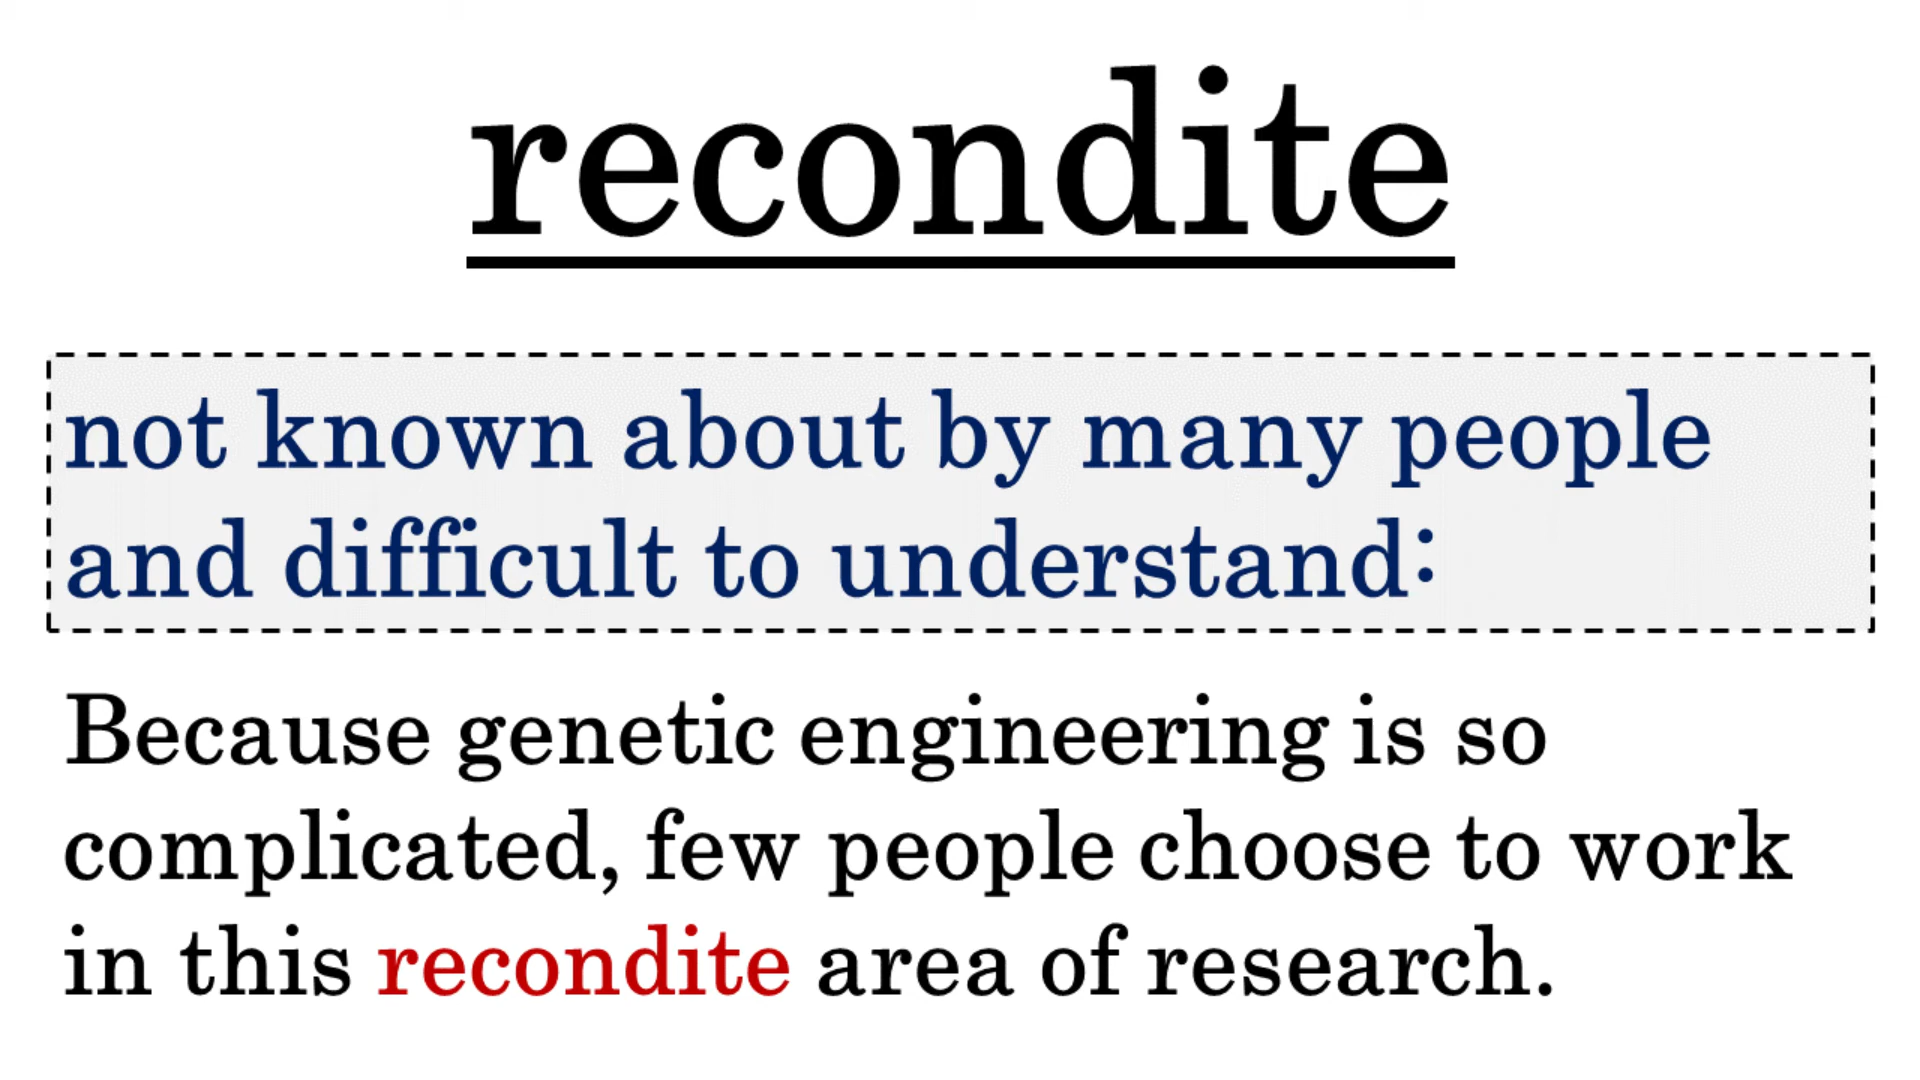 recondite
not known about by many people
and difficult to understand:
Because genetic engineering is so
complicated, few people choose to work
in this recondite area of research.